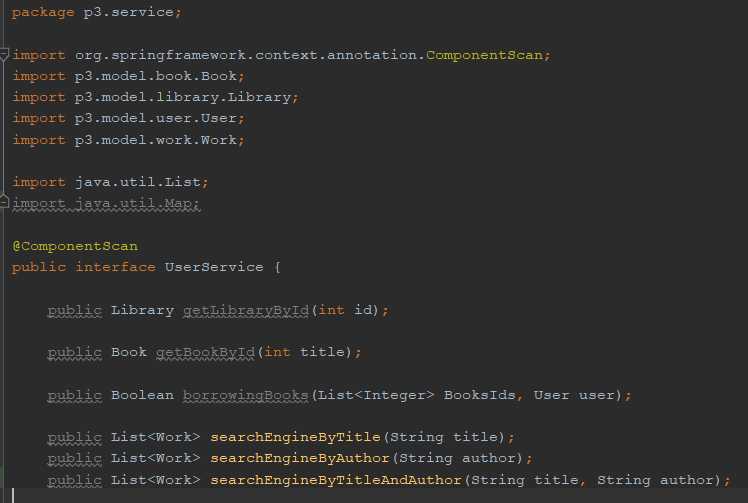 package p3.service;
import org.springframework.context.annotation.ComponentScan;
import p3.model.book.Book;
import p3.model.library.Library;
import p3.model.user.User;
import p3.model.work.Work;
import java.util.List;
import java.util.Map;
@ComponentScan
public interface UserService {
public Library getLibraryById(int id);
public Book getBookById(int title);
public Boolean borrowingBooks(List<Integer> BooksIds, User user);
public List<Work> searchEngineByTitle(String title);
public List<Work> searchEngineByAuthor(String author);
public List<Work> searchEngineByTitleAndAuthor(String title, String author);